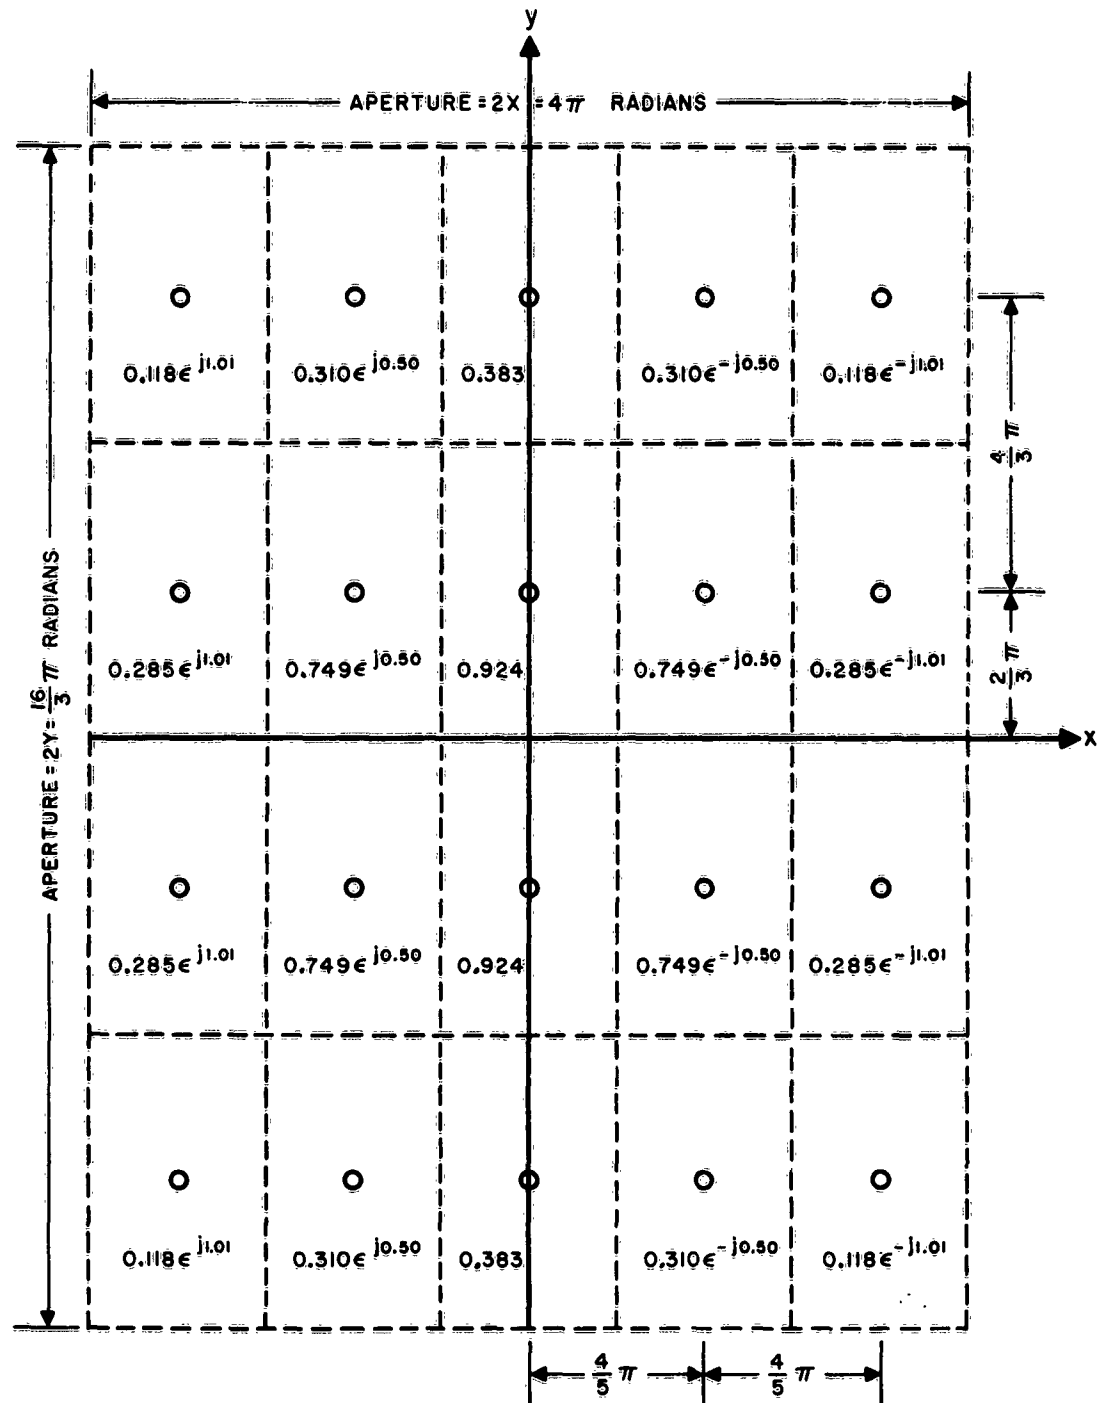 y
APERTURE = 2X = 4π RADIANS
0.118ϵ^j1.01 0.310ϵ^j0.50 0.383 0.310ϵ^-j0.50 0.118ϵ^-j1.01
4/3 π
0.285ϵ^j1.01 0.749ϵ^j0.50 0.924 0.749ϵ^-j0.50 0.285ϵ^-j1.01
2/3 π
APERTURE = 2Y = 16/3 π RADIANS
x
0.285ϵ^j1.01 0.749ϵ^j0.50 0.924 0.749ϵ^-j0.50 0.285ϵ^-j1.01
0.118ϵ^j1.01 0.310ϵ^j0.50 0.383 0.310ϵ^-j0.50 0.118ϵ^-j1.01
4/5 π 4/5 π